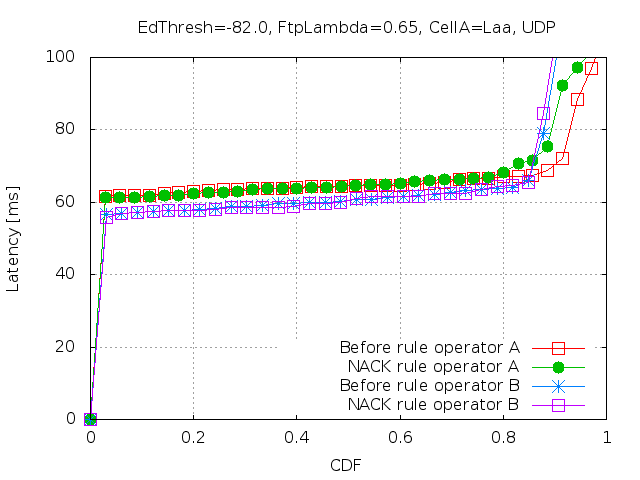 EdThresh=-82.0, FtpLambda=0.65, CellA=Laa, UDP
100
80
60
40
20
0
Latency [ms]
Before rule operator A
NACK rule operator A
Before rule operator B
NACK rule operator B
0 0.2 0.4 0.6 0.8 1
CDF